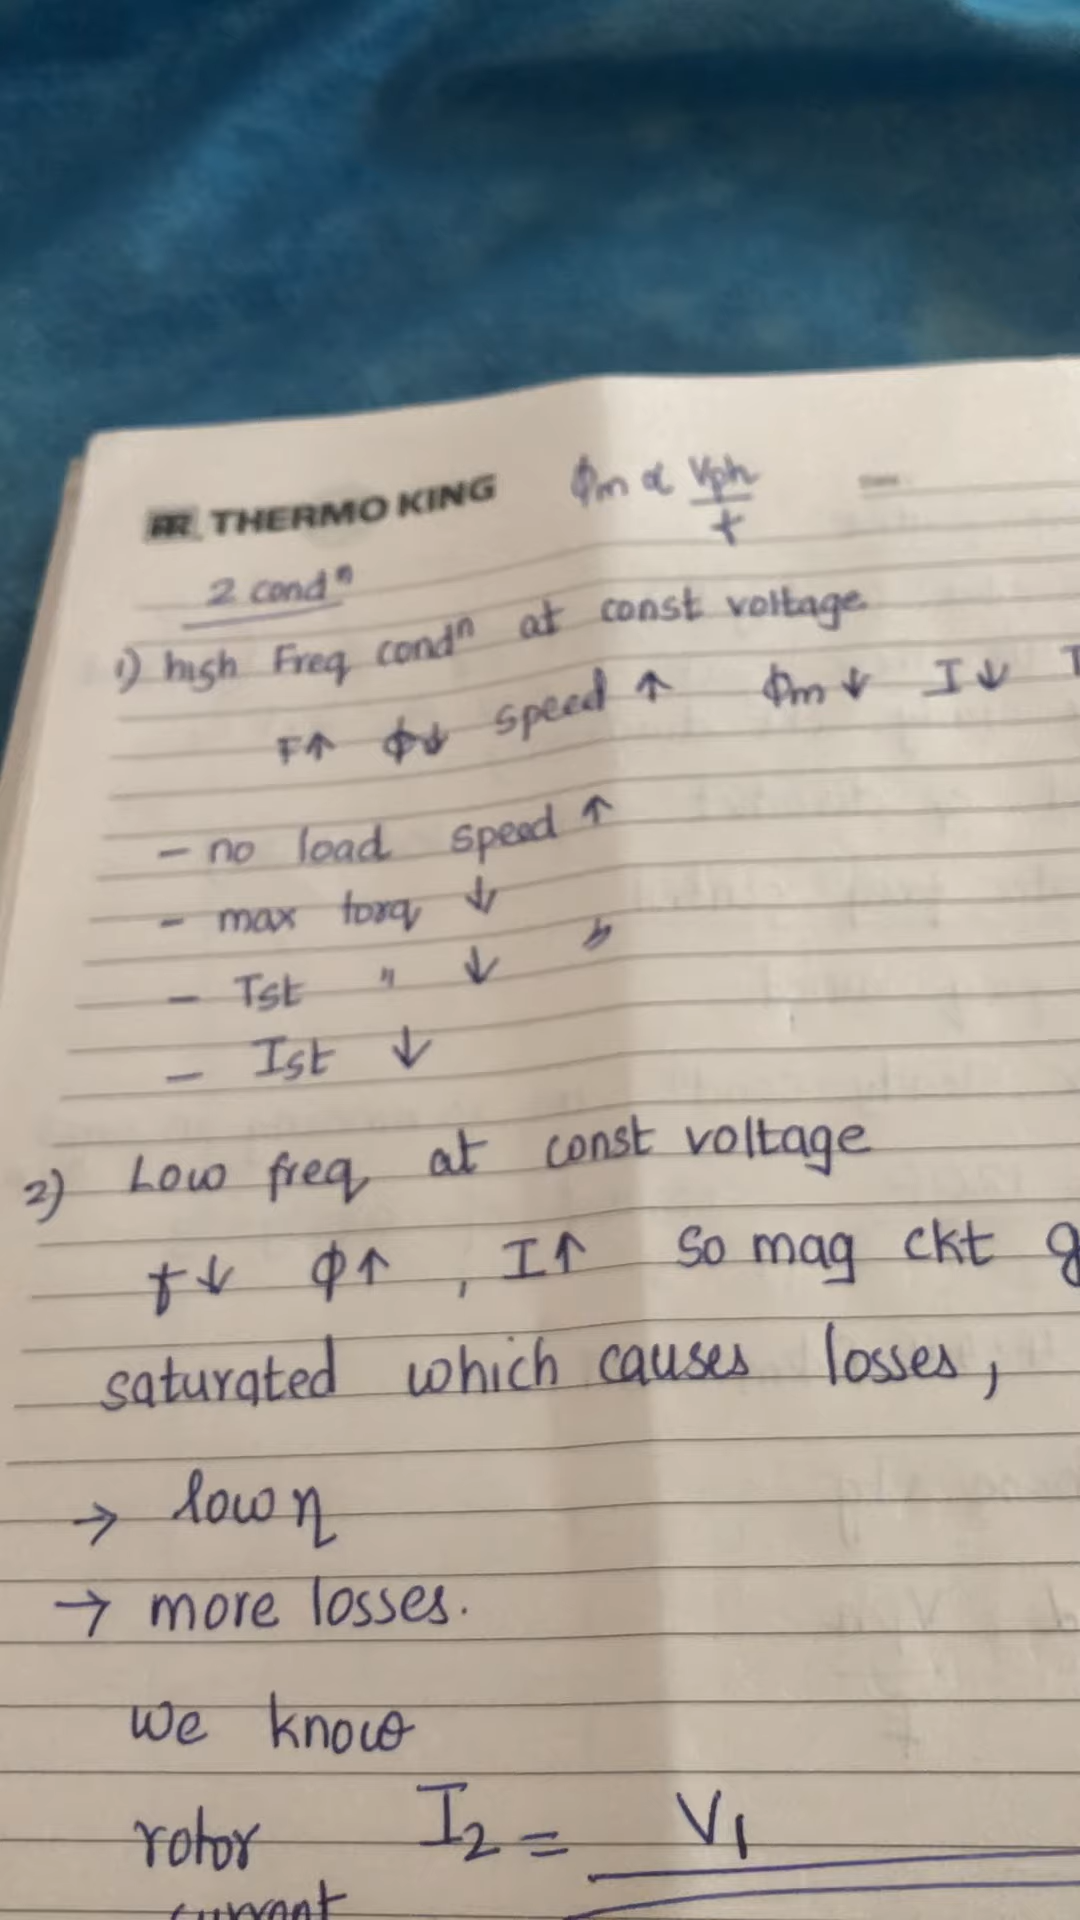 THERMO KING
ϕm ∝ Vph / f
2 condⁿ
1) high Freq condⁿ at const voltage
F↑ ϕ↓ speed ↑ ϕm ↓ I ↓
- no load speed ↑
- max torq ↓
- Tst " ↓
- Ist ↓
2) Low freq at const voltage
f↓ ϕ↑ , I↑ So mag ckt g
saturated which causes losses,
→ low η
→ more losses.
we know
rotor I₂ = V₁
current